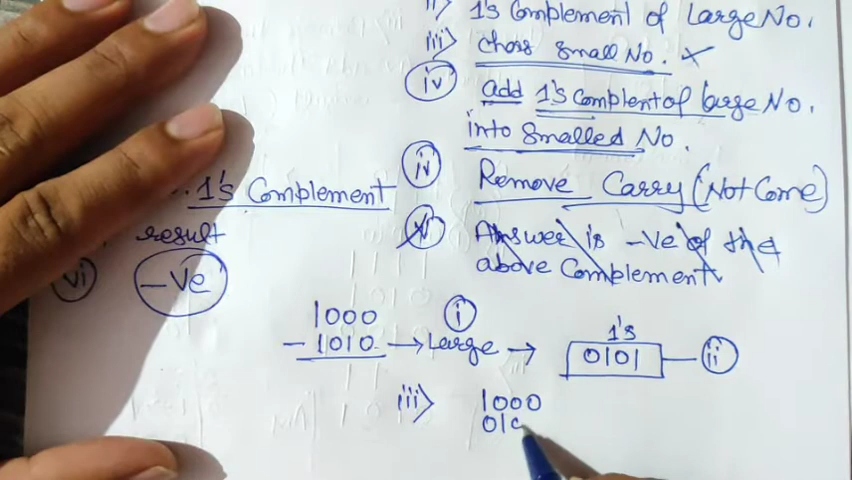 ii> 1's Complement of Large No.
iii> chose small No. ×
iv add 1's Complent of large No.
into Smalled No.
iv Remove Carry (Not Come)
v Answer is -Ve of the
above Complement
. 1's Complement
result
vi -Ve
1000
- 1010 → Large → 0101 — ii
i
1's
iii> 1000
010